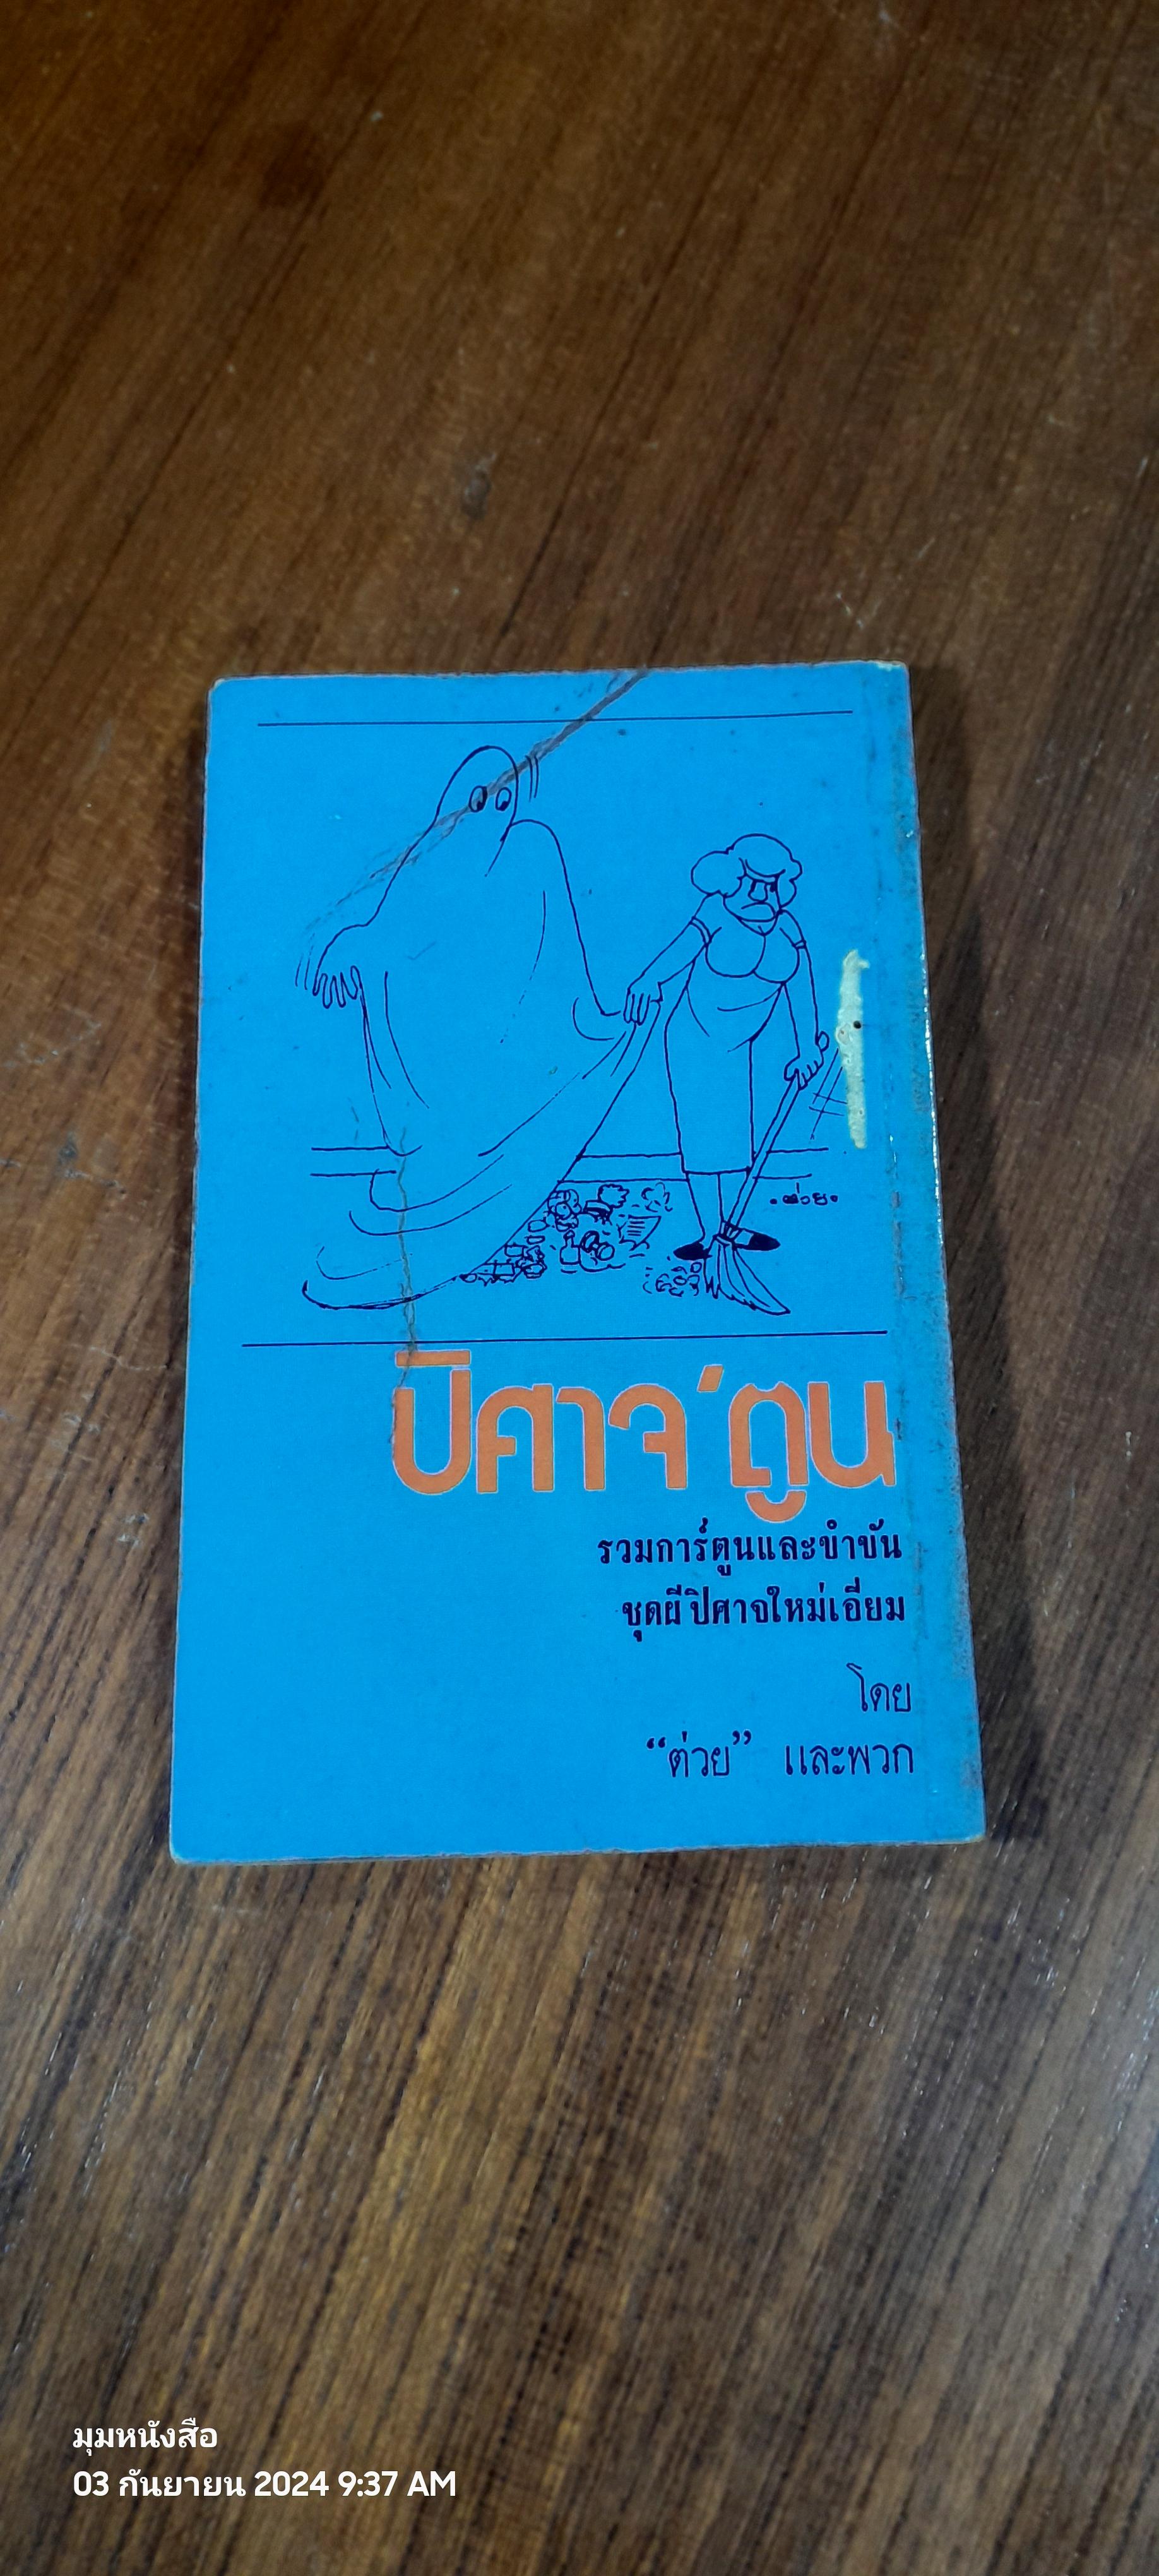 .ต่วย.
ปิศาจ'ตูน
รวมการ์ตูนและขำขัน
ชุดผีปิศาจใหม่เอี่ยม
โดย
“ต่วย” และพวก
มุมหนังสือ
03 กันยายน 2024 9:37 AM